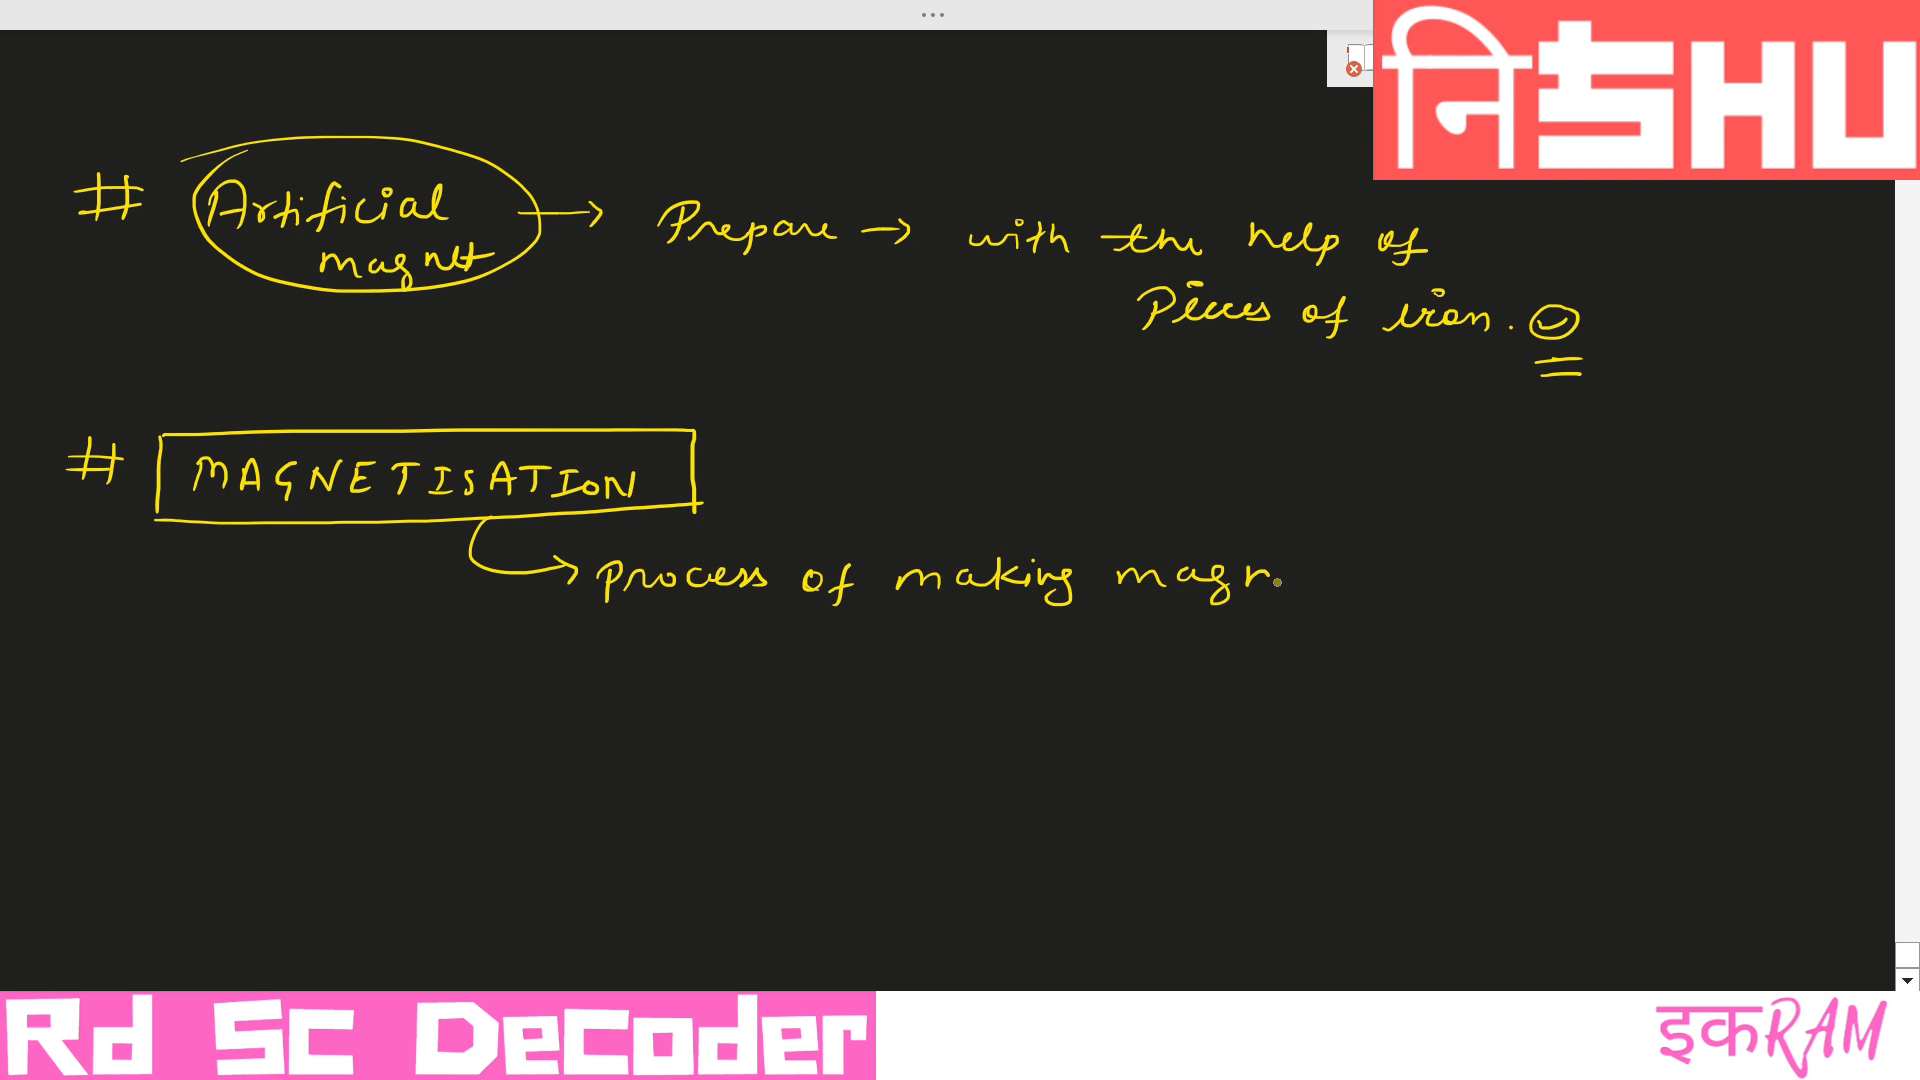 निSHU
# Artificial magnet → Prepare → with the help of
Pieces of iron.
# MAGNETISATION
→ Process of making magn
Rd Sc Decoder
इकRAM